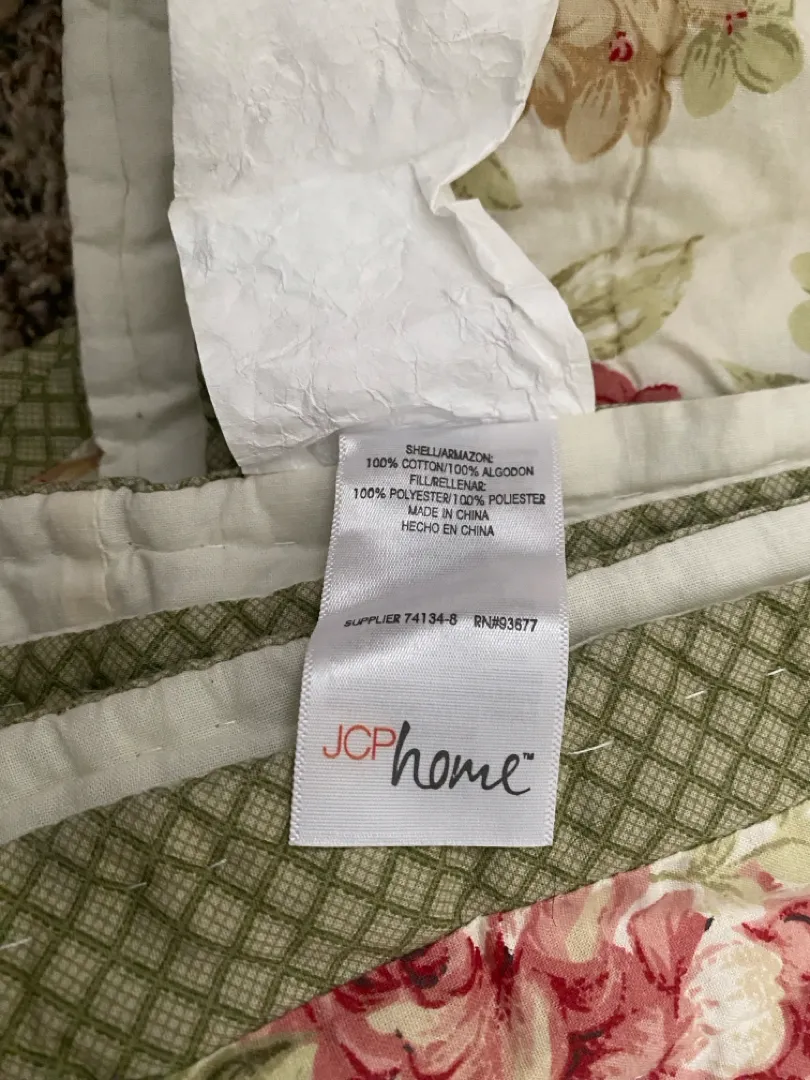 SHELL/ARMAZON:
100% COTTON/100% ALGODON
FILL/RELLENAR:
100% POLYESTER/100% POLIESTER
MADE IN CHINA
HECHO EN CHINA
SUPPLIER 74134-8 RN#93677
JCPhome™